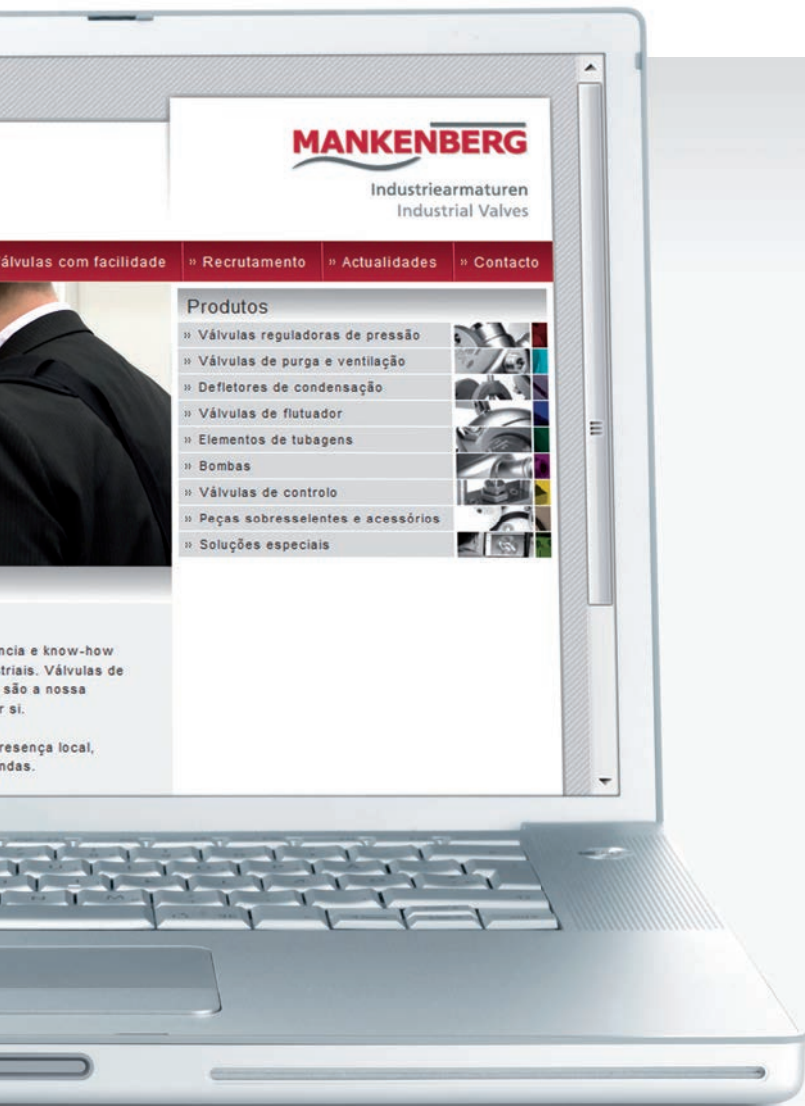 MANKENBERG
Industriearmaturen
Industrial Valves
álvulas com facilidade » Recrutamento » Actualidades » Contacto
Produtos
» Válvulas reguladoras de pressão
» Válvulas de purga e ventilação
» Defletores de condensação
» Válvulas de flutuador
» Elementos de tubagens
» Bombas
» Válvulas de controlo
» Peças sobresselentes e acessórios
» Soluções especiais
ncia e know-how
triais. Válvulas de
são a nossa
r si.
resença local,
ndas.